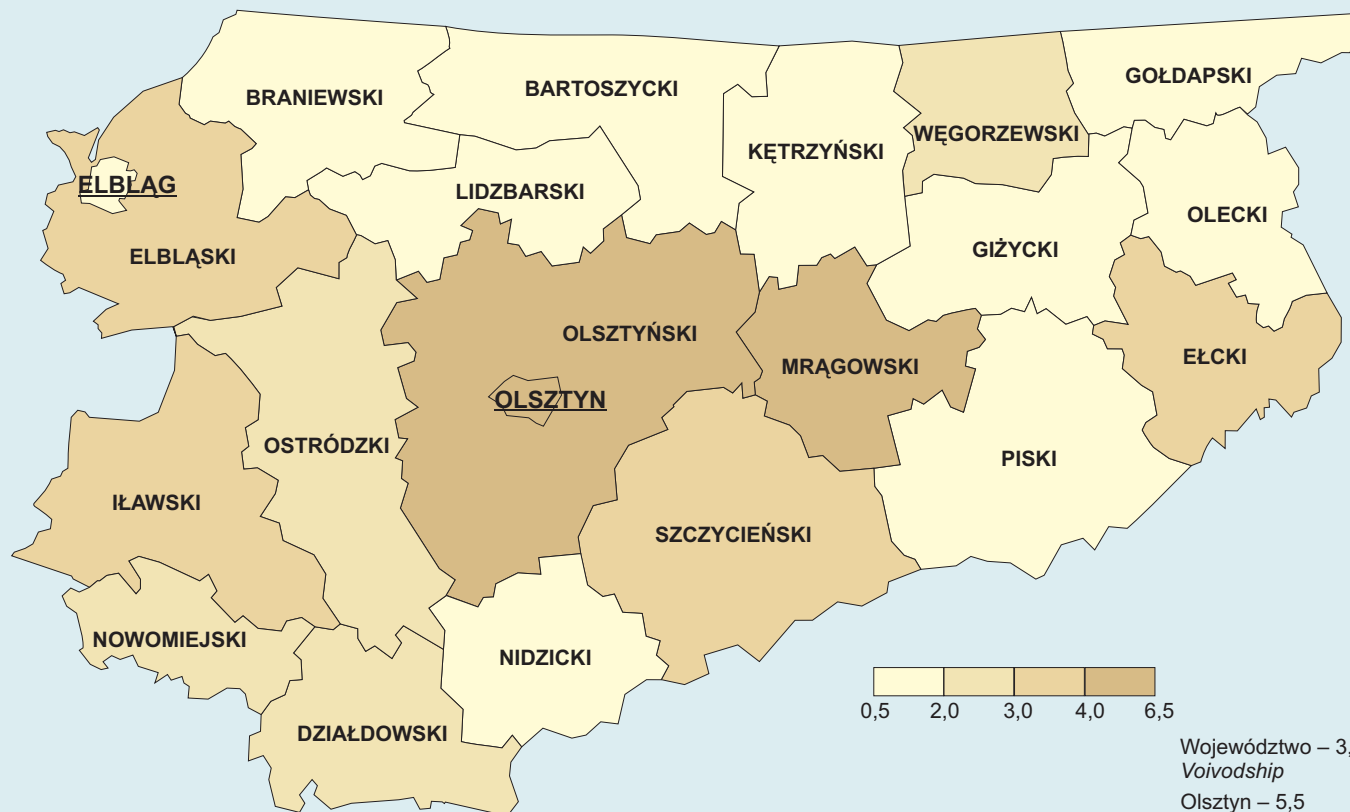 GOŁDAPSKI
BARTOSZYCKI
BRANIEWSKI
WĘGORZEWSKI
KĘTRZYŃSKI
ELBLĄG
LIDZBARSKI
OLECKI
ELBLĄSKI
GIŻYCKI
OLSZTYŃSKI
EŁCKI
MRĄGOWSKI
OLSZTYN
OSTRÓDZKI
PISKI
IŁAWSKI
SZCZYCIEŃSKI
NOWOMIEJSKI
NIDZICKI
DZIAŁDOWSKI
0,5 2,0 3,0 4,0 6,5
Województwo – 3,
Voivodship
Olsztyn – 5,5